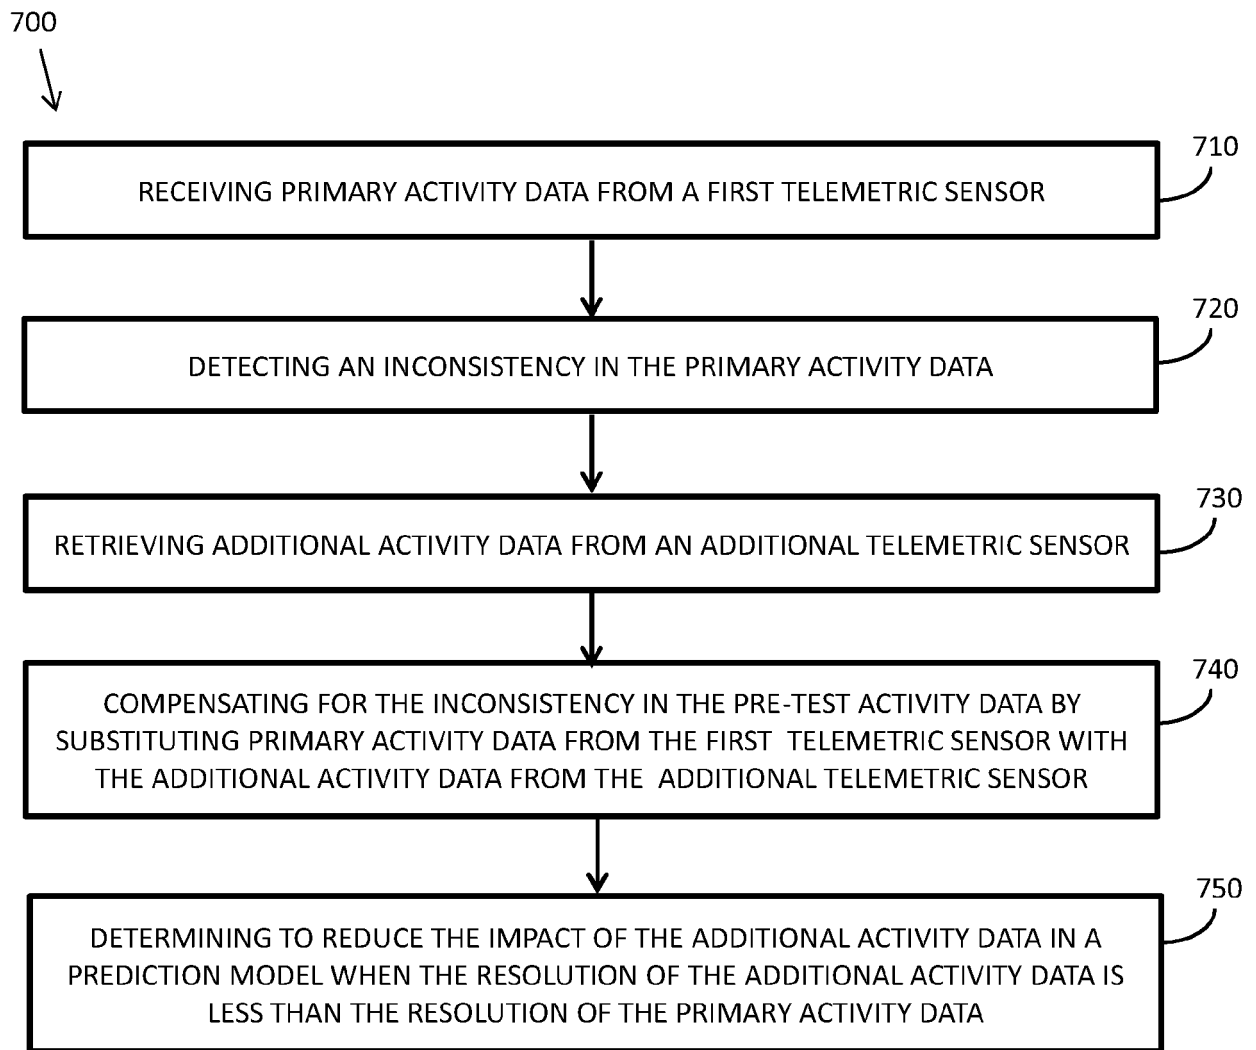 700
710
RECEIVING PRIMARY ACTIVITY DATA FROM A FIRST TELEMETRIC SENSOR
720
DETECTING AN INCONSISTENCY IN THE PRIMARY ACTIVITY DATA
730
RETRIEVING ADDITIONAL ACTIVITY DATA FROM AN ADDITIONAL TELEMETRIC SENSOR
740
COMPENSATING FOR THE INCONSISTENCY IN THE PRE-TEST ACTIVITY DATA BY
SUBSTITUTING PRIMARY ACTIVITY DATA FROM THE FIRST TELEMETRIC SENSOR WITH
THE ADDITIONAL ACTIVITY DATA FROM THE ADDITIONAL TELEMETRIC SENSOR
750
DETERMINING TO REDUCE THE IMPACT OF THE ADDITIONAL ACTIVITY DATA IN A
PREDICTION MODEL WHEN THE RESOLUTION OF THE ADDITIONAL ACTIVITY DATA IS
LESS THAN THE RESOLUTION OF THE PRIMARY ACTIVITY DATA